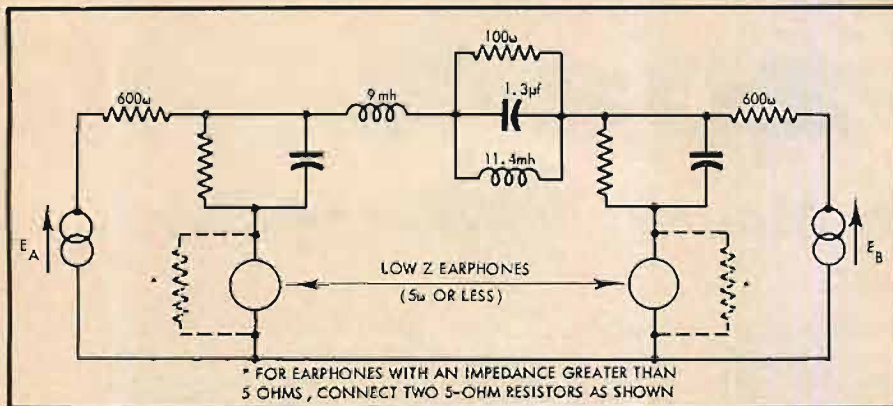 100ω
600ω
9 mh
1.3µf
600ω
11.4mh
E_A
E_B
*
LOW Z EARPHONES
*
(5ω OR LESS)
* FOR EARPHONES WITH AN IMPEDANCE GREATER THAN
5 OHMS, CONNECT TWO 5-OHM RESISTORS AS SHOWN